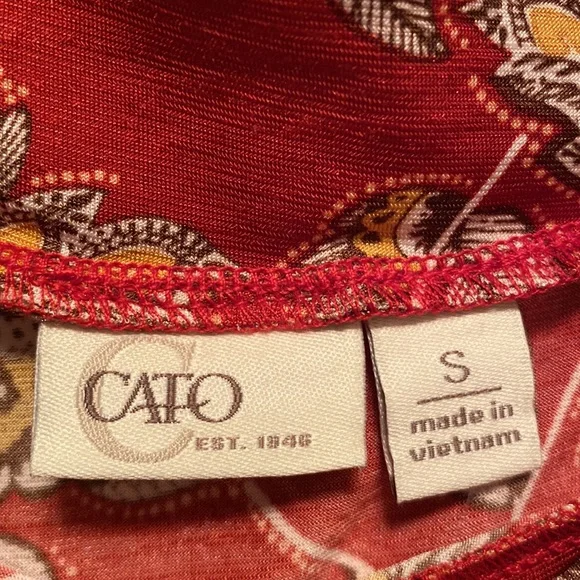 CATO
EST. 1946
S
made in
vietnam